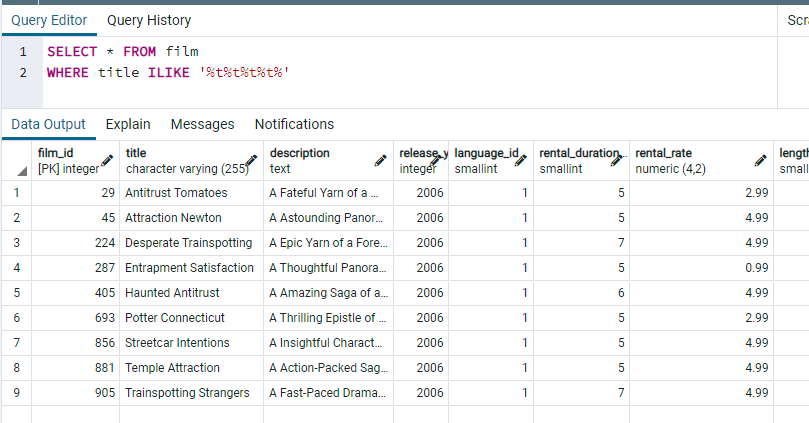 Query Editor Query History Scr
1 SELECT * FROM film
2 WHERE title ILIKE '%t%t%t%t%'
Data Output Explain Messages Notifications
film_id title description release_y language_id rental_duration... rental_rate length
[PK] integer character varying (255) text integer smallint smallint numeric (4,2) small
1 29 Antitrust Tomatoes A Fateful Yarn of a ... 2006 1 5 2.99
2 45 Attraction Newton A Astounding Panor... 2006 1 5 4.99
3 224 Desperate Trainspotting A Epic Yarn of a Fore... 2006 1 7 4.99
4 287 Entrapment Satisfaction A Thoughtful Panora... 2006 1 5 0.99
5 405 Haunted Antitrust A Amazing Saga of a... 2006 1 6 4.99
6 693 Potter Connecticut A Thrilling Epistle of ... 2006 1 5 2.99
7 856 Streetcar Intentions A Insightful Charact... 2006 1 5 4.99
8 881 Temple Attraction A Action-Packed Sag... 2006 1 5 4.99
9 905 Trainspotting Strangers A Fast-Paced Drama... 2006 1 7 4.99